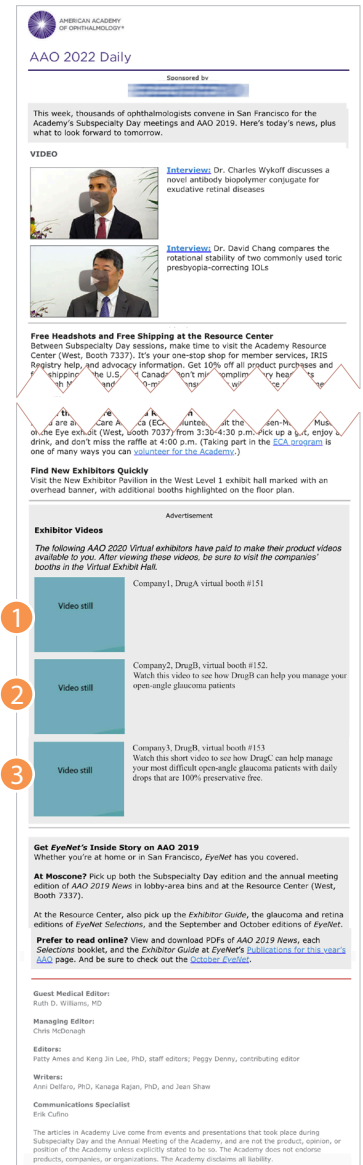 AMERICAN ACADEMY
OF OPHTHALMOLOGY®
AAO 2022 Daily
Sponsored by
This week, thousands of ophthalmologists convene in San Francisco for the
Academy's Subspecialty Day meetings and AAO 2019. Here's today's news, plus
what to look forward to tomorrow.
VIDEO
Interview: Dr. Charles Wykoff discusses a
novel antibody biopolymer conjugate for
exudative retinal diseases
Interview: Dr. David Chang compares the
rotational stability of two commonly used toric
presbyopia-correcting IOLs
Free Headshots and Free Shipping at the Resource Center
Between Subspecialty Day sessions, make time to visit the Academy Resource
Center (West, Booth 7337). It's your one-stop shop for member services, IRIS
Registry help, and advocacy information. Get 10% off all product purchases and
shipping the U.S. Canada
of the Eye exhibit (West, Booth 7037) from 3:30-4:30 p.m. Pick up a gift, enjoy a
drink, and don't miss the raffle at 4:00 p.m. (Taking part in the ECA program is
one of many ways you can volunteer for the Academy.)
Find New Exhibitors Quickly
Visit the New Exhibitor Pavilion in the West Level 1 exhibit hall marked with an
overhead banner, with additional booths highlighted on the floor plan.
Advertisement
Exhibitor Videos
The following AAO 2020 Virtual exhibitors have paid to make their product videos
available to you. After viewing these videos, be sure to visit the companies'
booths in the Virtual Exhibit Hall.
1
Video still
Company1, DrugA virtual booth #151
2
Video still
Company2, DrugB, virtual booth #152.
Watch this video to see how DrugB can help you manage your
open-angle glaucoma patients
3
Video still
Company3, DrugB, virtual booth #153
Watch this short video to see how DrugC can help manage
your most difficult open-angle glaucoma patients with daily
drops that are 100% preservative free.
Get EyeNet's Inside Story on AAO 2019
Whether you're at home or in San Francisco, EyeNet has you covered.
At Moscone? Pick up both the Subspecialty Day edition and the annual meeting
edition of AAO 2019 News in lobby-area bins and at the Resource Center (West,
Booth 7337).
At the Resource Center, also pick up the Exhibitor Guide, the glaucoma and retina
editions of EyeNet Selections, and the September and October editions of EyeNet.
Prefer to read online? View and download PDFs of AAO 2019 News, each
Selections booklet, and the Exhibitor Guide at EyeNet's Publications for this year's
AAO page. And be sure to check out the October EyeNet.
Guest Medical Editor:
Ruth D. Williams, MD
Managing Editor:
Chris McDonagh
Editors:
Patty Ames and Keng Jin Lee, PhD, staff editors; Peggy Denny, contributing editor
Writers:
Anni Delfaro, PhD, Kanaga Rajan, PhD, and Jean Shaw
Communications Specialist
Erik Cufino
The articles in Academy Live come from events and presentations that took place during
Subspecialty Day and the Annual Meeting of the Academy, and are not the product, opinion, or
position of the Academy unless explicitly stated to be so. The Academy does not endorse
products, companies, or organizations. The Academy disclaims all liability.